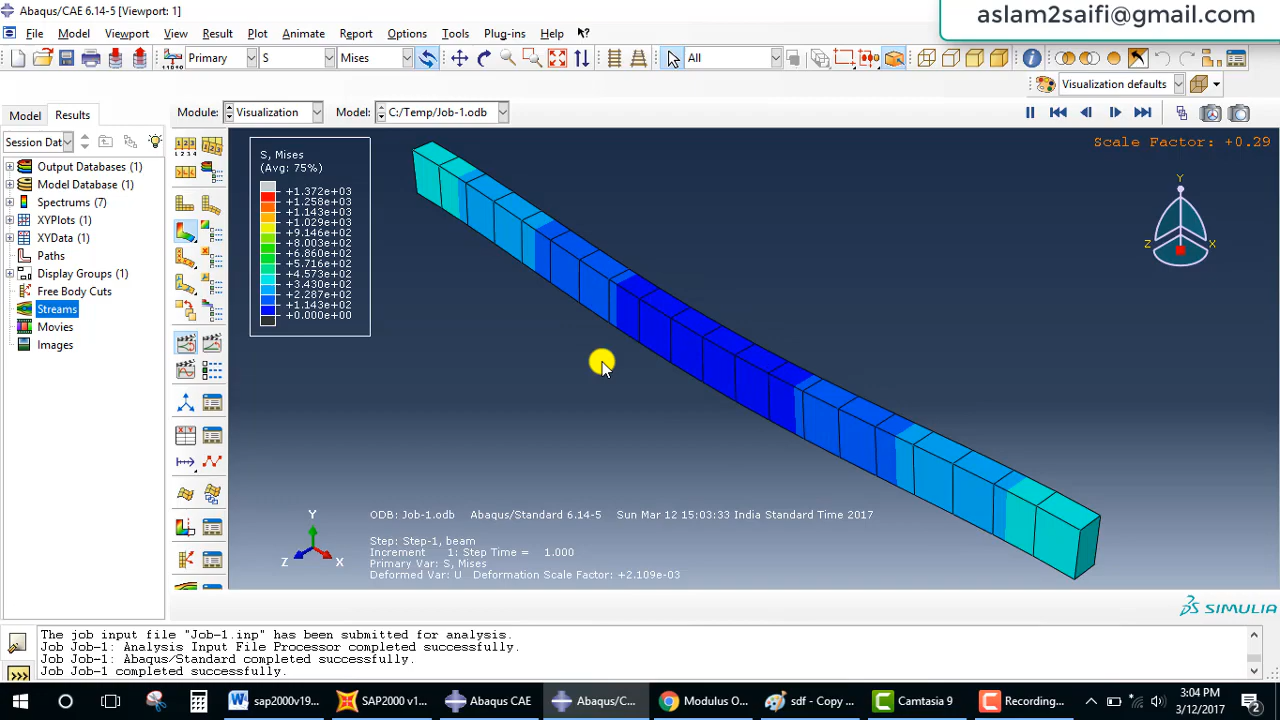 Abaqus/CAE 6.14-5 [Viewport: 1]
aslam2saifi@gmail.com
File Model Viewport View Result Plot Animate Report Options Tools Plug-ins Help
Primary S Mises All
Visualization defaults
Model Results Module: Visualization Model: C:/Temp/Job-1.odb
Session Dat
Output Databases (1)
Model Database (1)
Spectrums (7)
XYPlots (1)
XYData (1)
Paths
Display Groups (1)
Free Body Cuts
Streams
Movies
Images
Scale Factor: +0.29
S, Mises
(Avg: 75%)
+1.372e+03
+1.258e+03
+1.143e+03
+1.029e+03
+9.146e+02
+8.003e+02
+6.860e+02
+5.716e+02
+4.573e+02
+3.430e+02
+2.287e+02
+1.143e+02
+0.000e+00
Y
Z X
Y
Z X
ODB: Job-1.odb Abaqus/Standard 6.14-5 Sun Mar 12 15:03:33 India Standard Time 2017
Step: Step-1, beam
Increment 1: Step Time = 1.000
Primary Var: S, Mises
Deformed Var: U Deformation Scale Factor: +2.109e-03
SIMULIA
The job input file "Job-1.inp" has been submitted for analysis.
Job Job-1: Analysis Input File Processor completed successfully.
Job Job-1: Abaqus/Standard completed successfully.
Job Job-1 completed successfully.
sap2000v19... SAP2000 v1... Abaqus CAE Abaqus/C... Modulus O... sdf - Copy ... Camtasia 9 Recording... 3:04 PM
3/12/2017